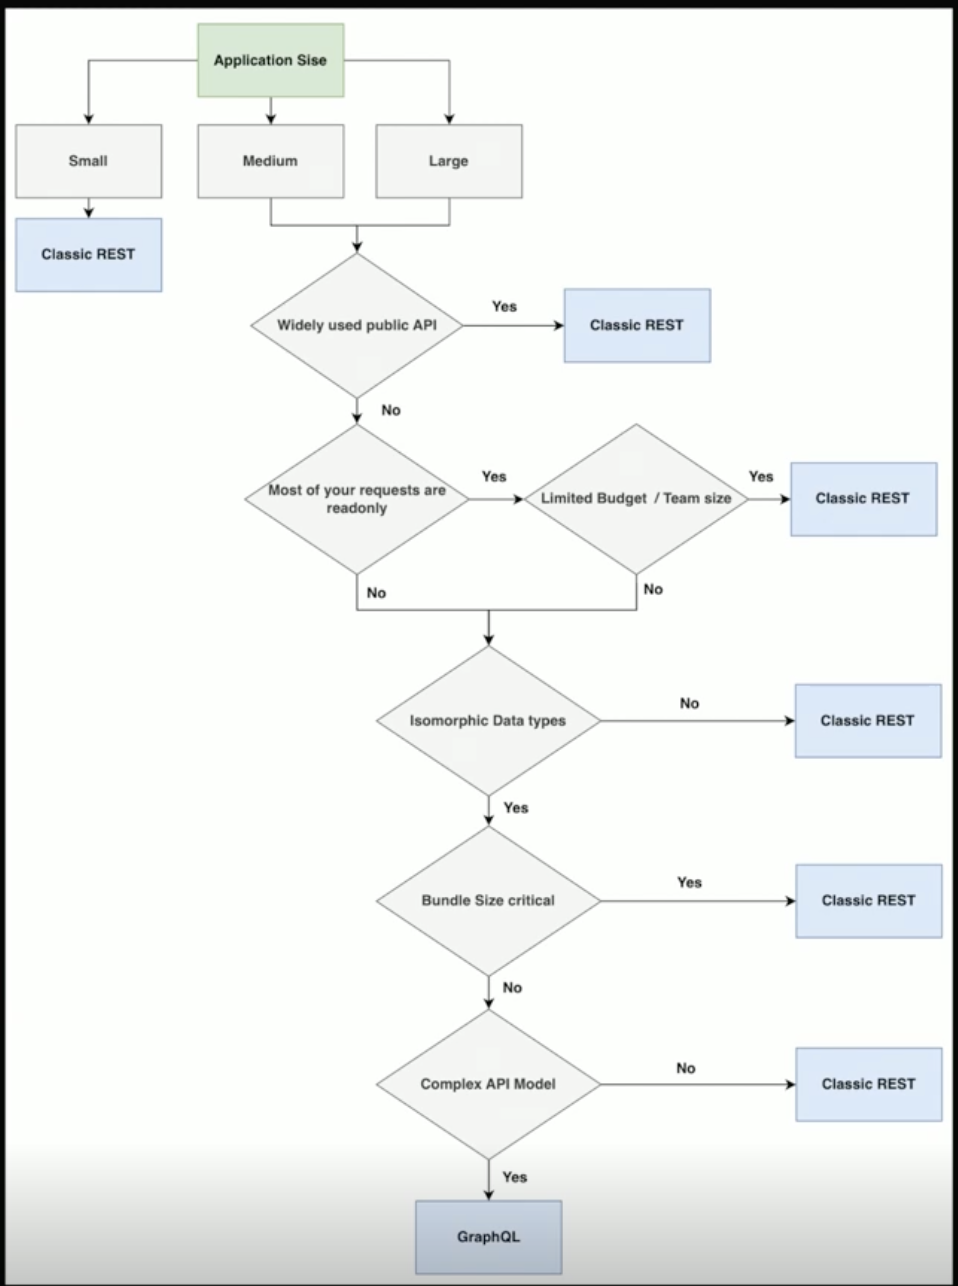 Application Sise
Small
Medium
Large
Classic REST
Widely used public API
Yes
Classic REST
No
Most of your requests are
readonly
Yes
Limited Budget / Team size
Yes
Classic REST
No
No
Isomorphic Data types
No
Classic REST
Yes
Bundle Size critical
Yes
Classic REST
No
Complex API Model
No
Classic REST
Yes
GraphQL